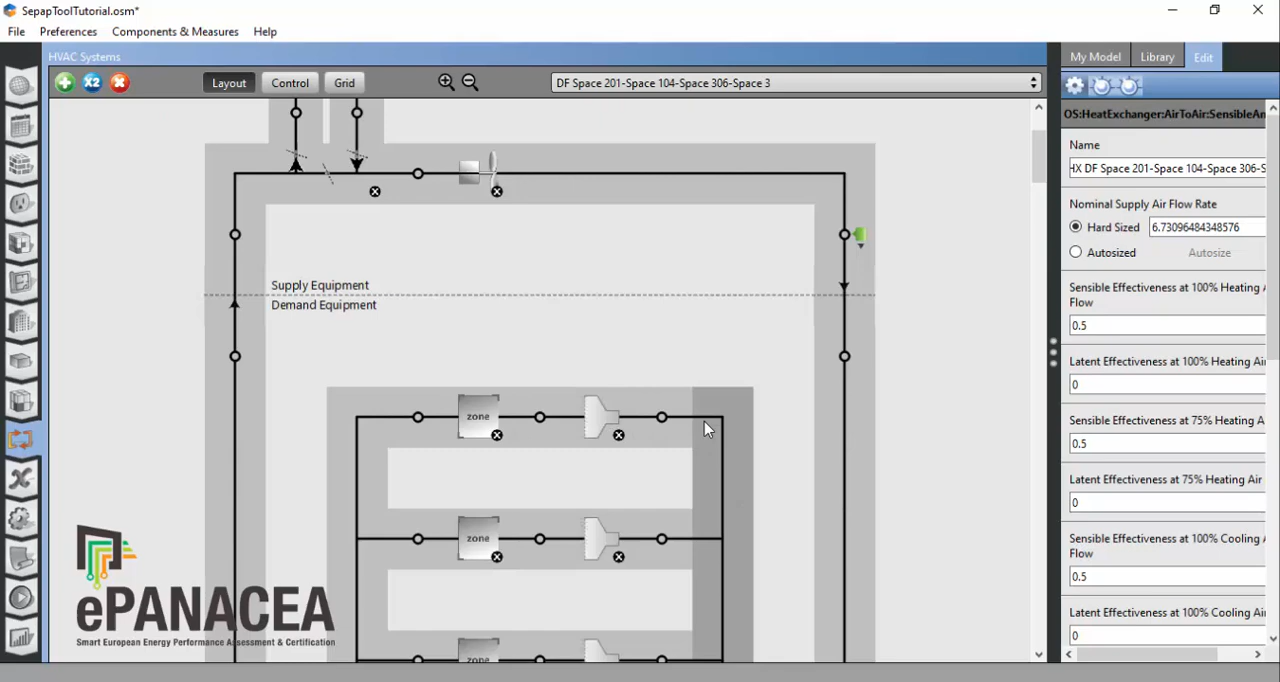 SepapToolTutorial.osm*
File Preferences Components & Measures Help
HVAC Systems
My Model Library Edit
X2
Layout Control Grid
DF Space 201-Space 104-Space 306-Space 3
OS:HeatExchanger:AirToAir:SensibleAn
Name
HX DF Space 201-Space 104-Space 306-S
Nominal Supply Air Flow Rate
Hard Sized 6.73096484348576
Autosized Autosize
Sensible Effectiveness at 100% Heating A
Flow
0.5
Latent Effectiveness at 100% Heating Air
0
Sensible Effectiveness at 75% Heating A
0.5
Latent Effectiveness at 75% Heating Air
0
Sensible Effectiveness at 100% Cooling A
Flow
0.5
Latent Effectiveness at 100% Cooling Air
0
Supply Equipment
Demand Equipment
zone
zone
zone
ePANACEA
Smart European Energy Performance Assessment & Certification